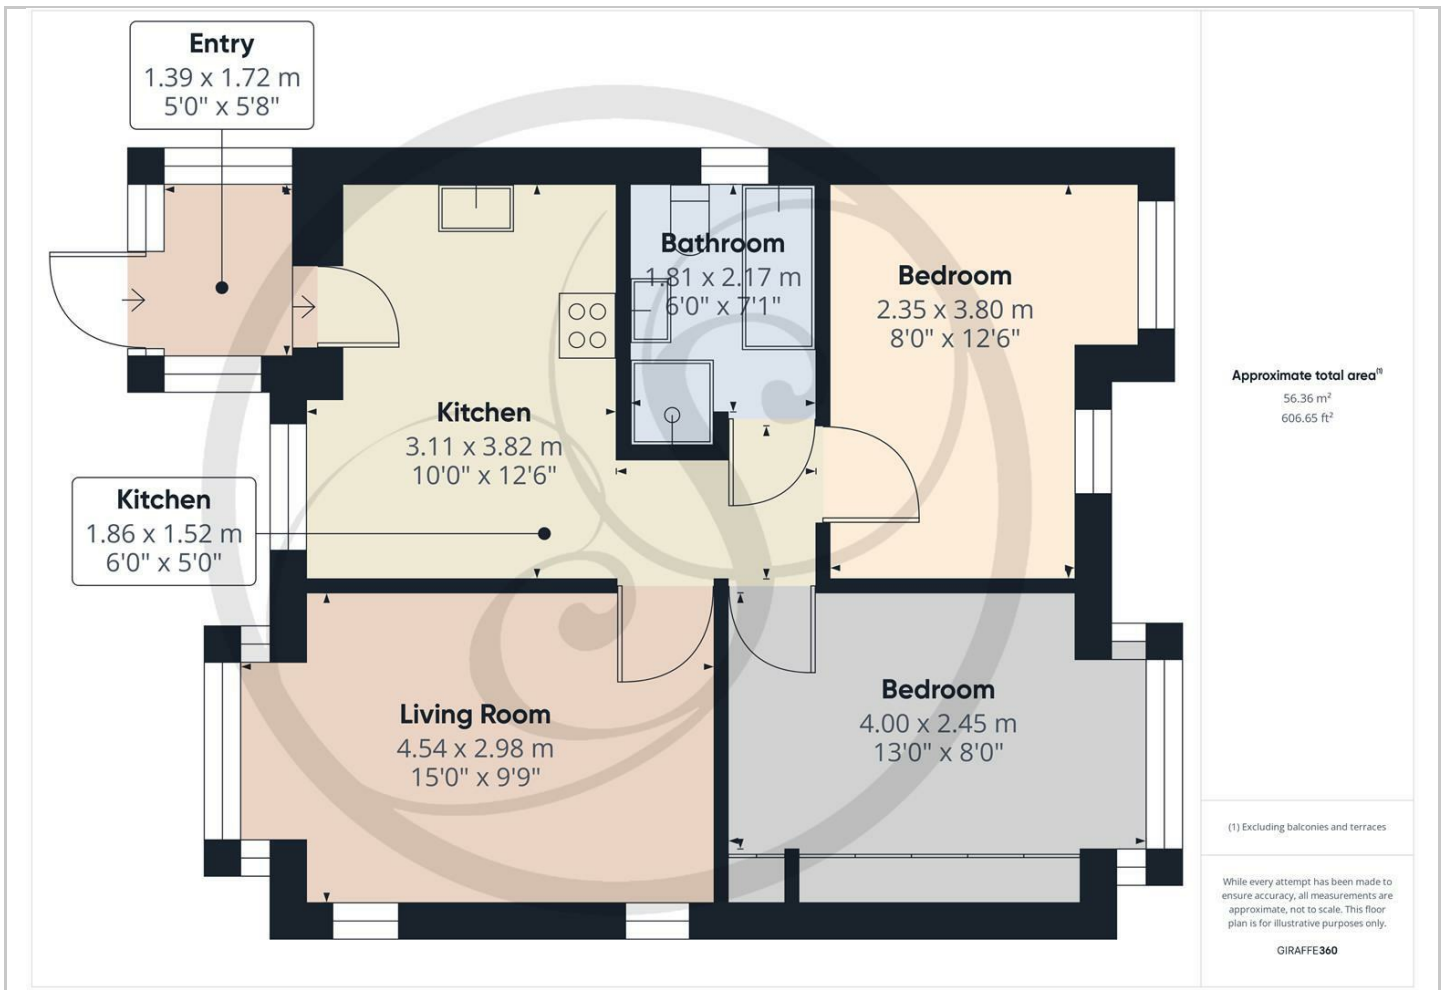 Entry
1.39 x 1.72 m
5'0" x 5'8"
Bathroom
1.81 x 2.17 m
6'0" x 7'1"
Bedroom
2.35 x 3.80 m
8'0" x 12'6"
Kitchen
3.11 x 3.82 m
10'0" x 12'6"
Kitchen
1.86 x 1.52 m
6'0" x 5'0"
Living Room
4.54 x 2.98 m
15'0" x 9'9"
Bedroom
4.00 x 2.45 m
13'0" x 8'0"
Approximate total area⁽¹⁾
56.36 m²
606.65 ft²
(1) Excluding balconies and terraces
While every attempt has been made to
ensure accuracy, all measurements are
approximate, not to scale. This floor
plan is for illustrative purposes only.
GIRAFFE360